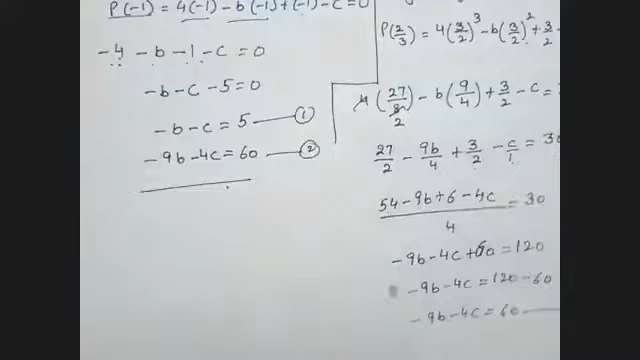 P(-1) = 4(-1) - b(-1) + (-1) - c = 0
-4 - b - 1 - c = 0
-b - c - 5 = 0
-b - c = 5 —— ①
-9b - 4c = 60 —— ②
P(2/3) = 4(3/2)³ - b(3/2)² + 3/2 -
4(27/8) - b(9/4) + 3/2 - c =
2
27/2 - 9b/4 + 3/2 - c/1 = 30
54 - 9b + 6 - 4c / 4 = 30
-9b - 4c + 60 = 120
-9b - 4c = 120 - 60
-9b - 4c = 60 ——